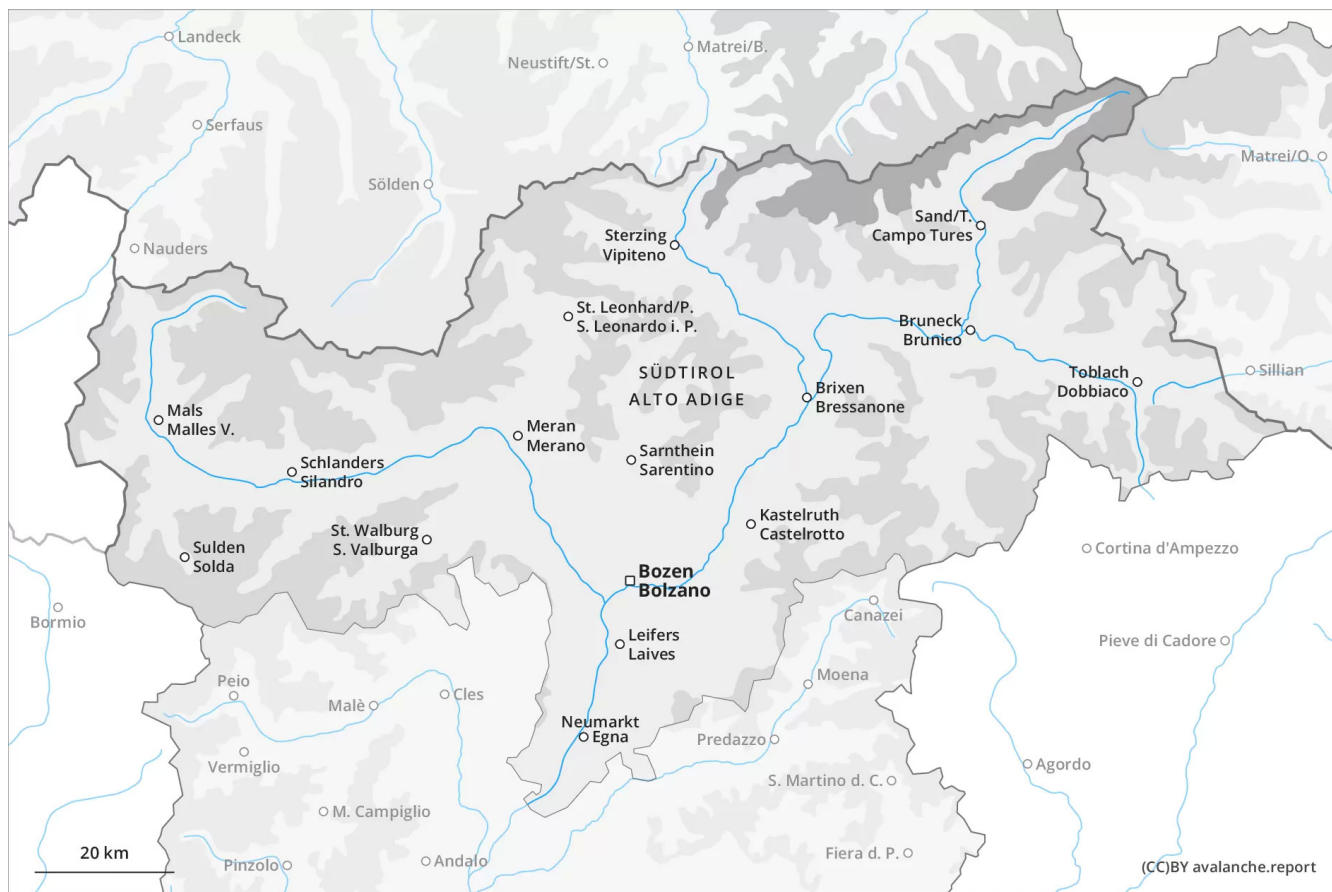 Landeck
Matrei/B.
Neustift/St.
Serfaus
Matrei/O.
Sölden
Sand/T.
Campo Tures
Nauders
Sterzing
Vipiteno
St. Leonhard/P.
S. Leonardo i. P.
Bruneck
Brunico
SÜDTIROL
ALTO ADIGE
Toblach
Dobbiaco
Sillian
Brixen
Bressanone
Mals
Malles V.
Meran
Merano
Sarnthein
Sarentino
Schlanders
Silandro
Kastelruth
Castelrotto
St. Walburg
S. Valburga
Sulden
Solda
Cortina d'Ampezzo
Bozen
Bolzano
Bormio
Canazei
Leifers
Laives
Pieve di Cadore
Peio
Moena
Malè
Cles
Neumarkt
Egna
Predazzo
Vermiglio
Agordo
S. Martino d. C.
M. Campiglio
20 km
Pinzolo
Andalo
Fiera d. P.
(CC)BY avalanche.report